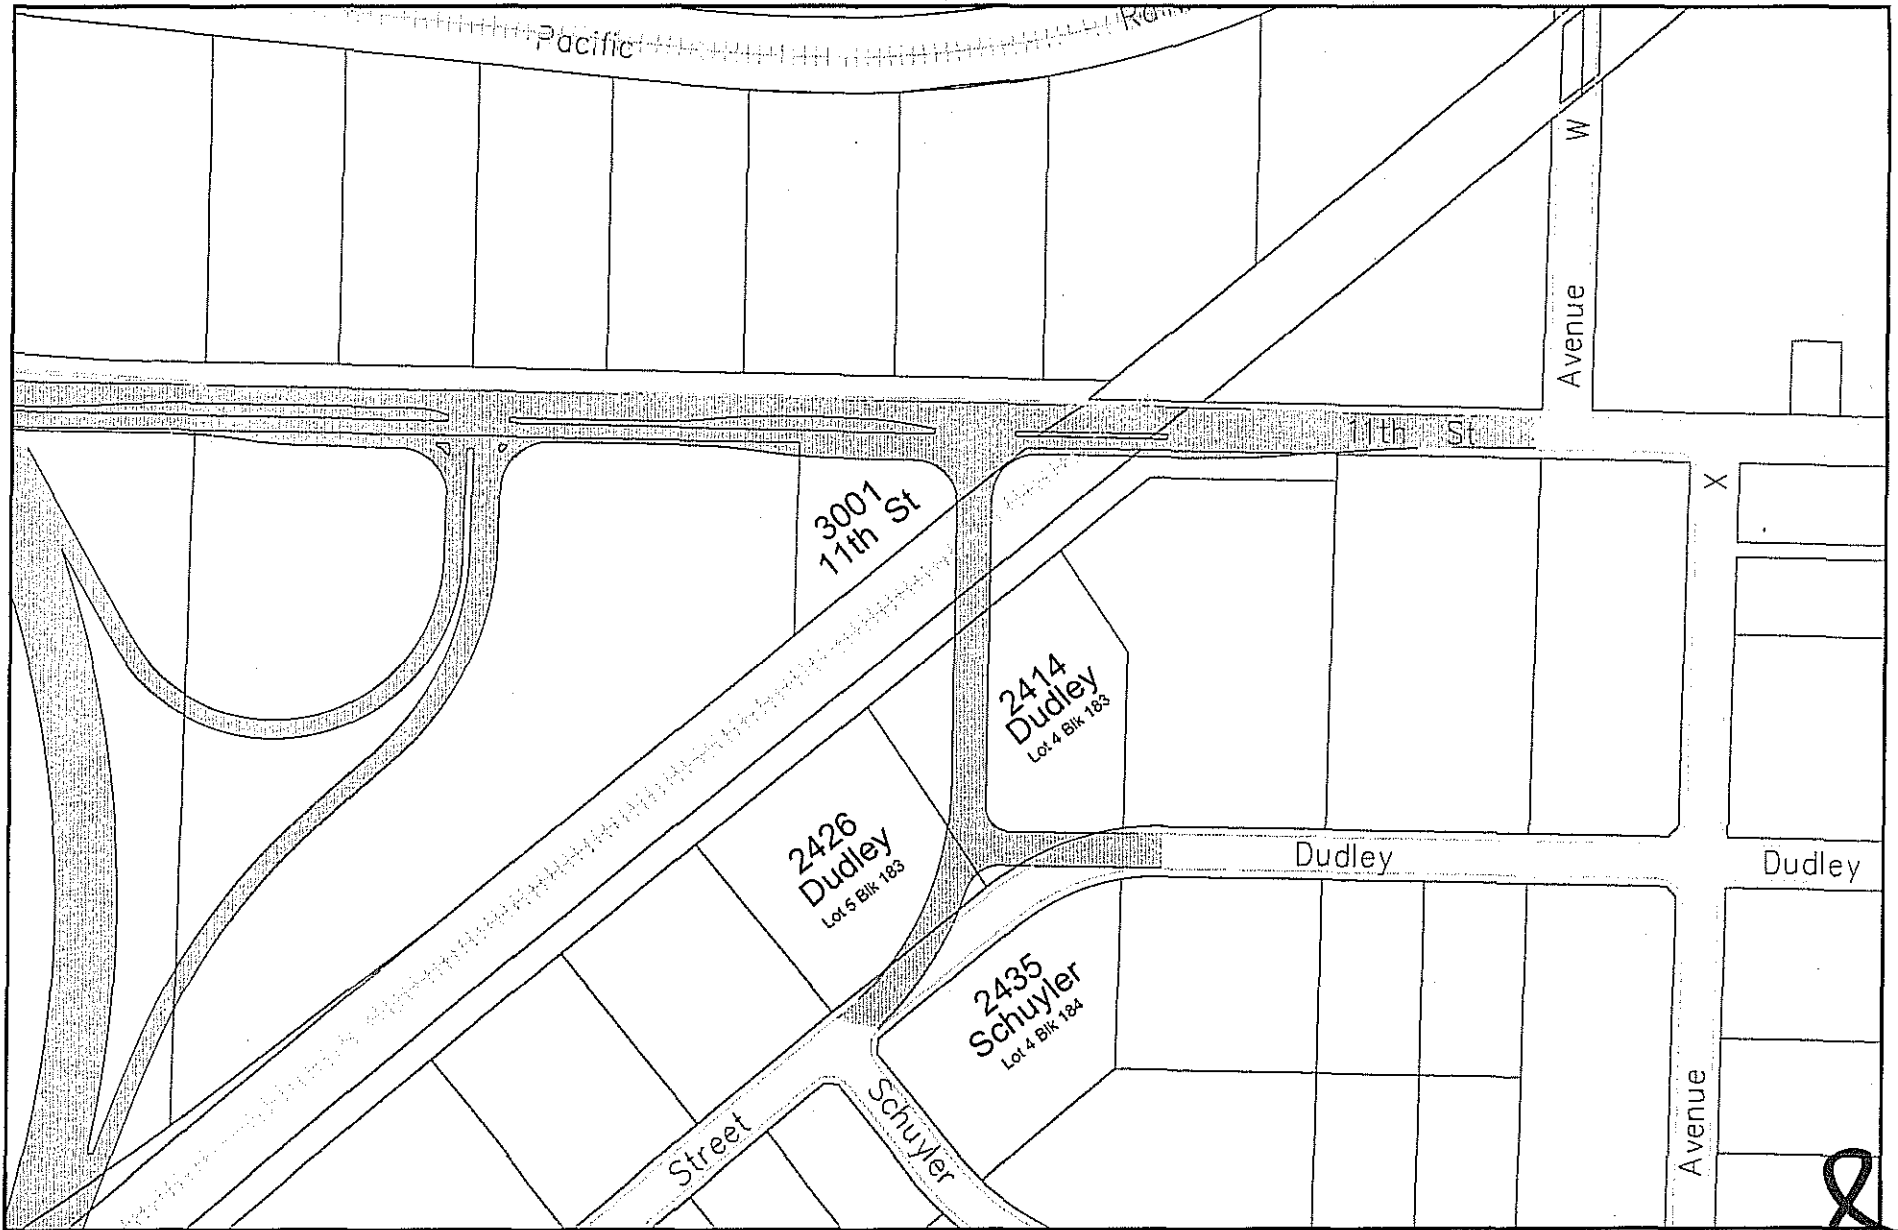 Pacific
W
Avenue
11th St
X
3001
11th St
2414
Dudley
Lot 4 Blk 183
2426
Dudley
Lot 5 Blk 183
Dudley
Dudley
2435
Schuyler
Lot 4 Blk 184
Street
Schuyler
Avenue
8